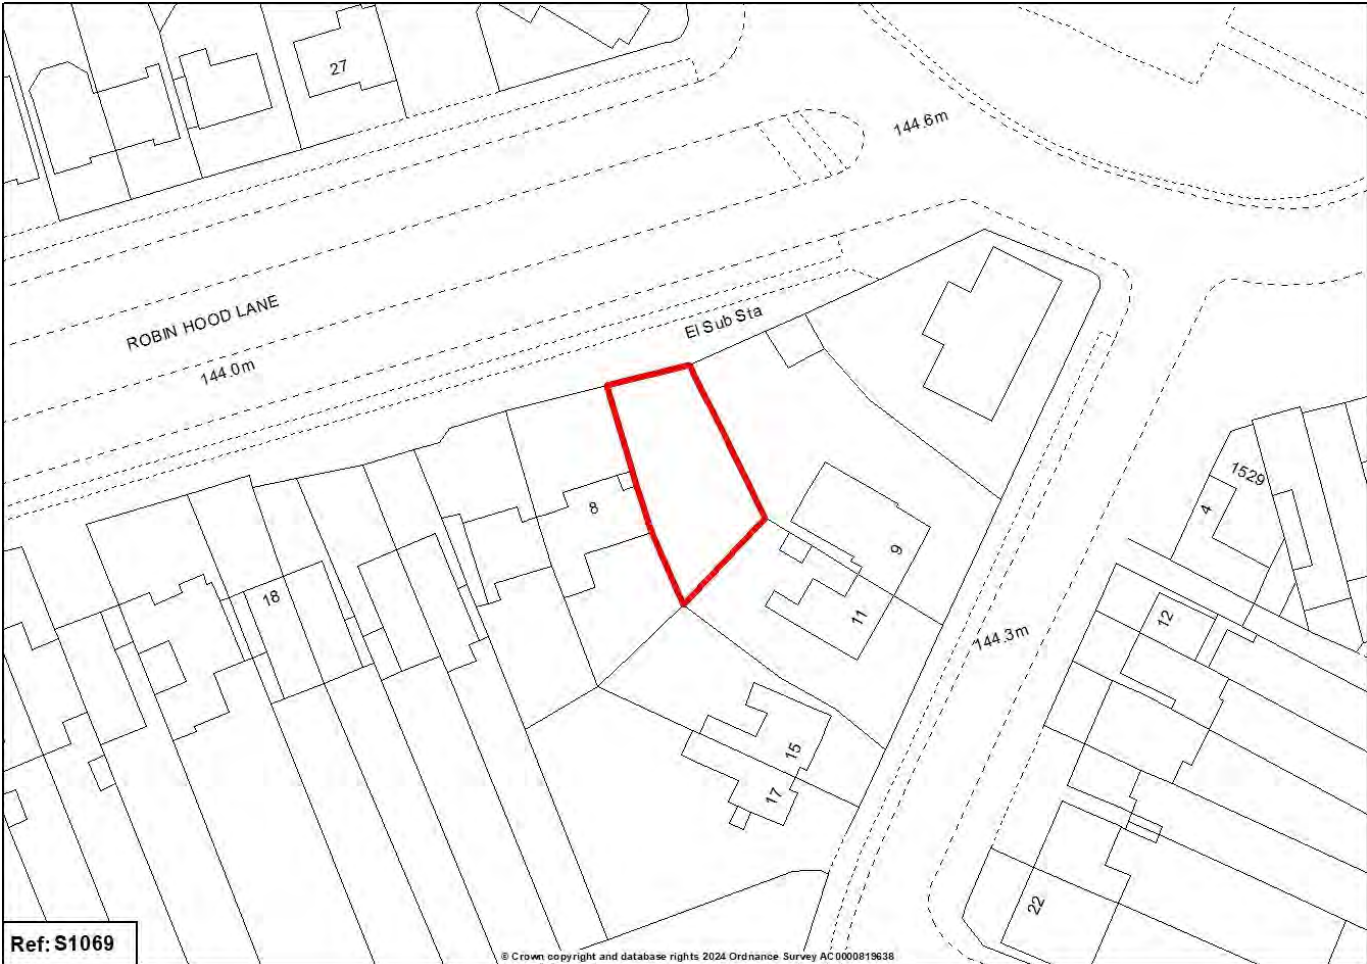 27
144.6m
ROBIN HOOD LANE
El Sub Sta
144.0m
1529
8
4
9
18
11
12
144.3m
15
17
22
Ref: S1069
© Crown copyright and database rights 2024 Ordnance Survey AC0000819638